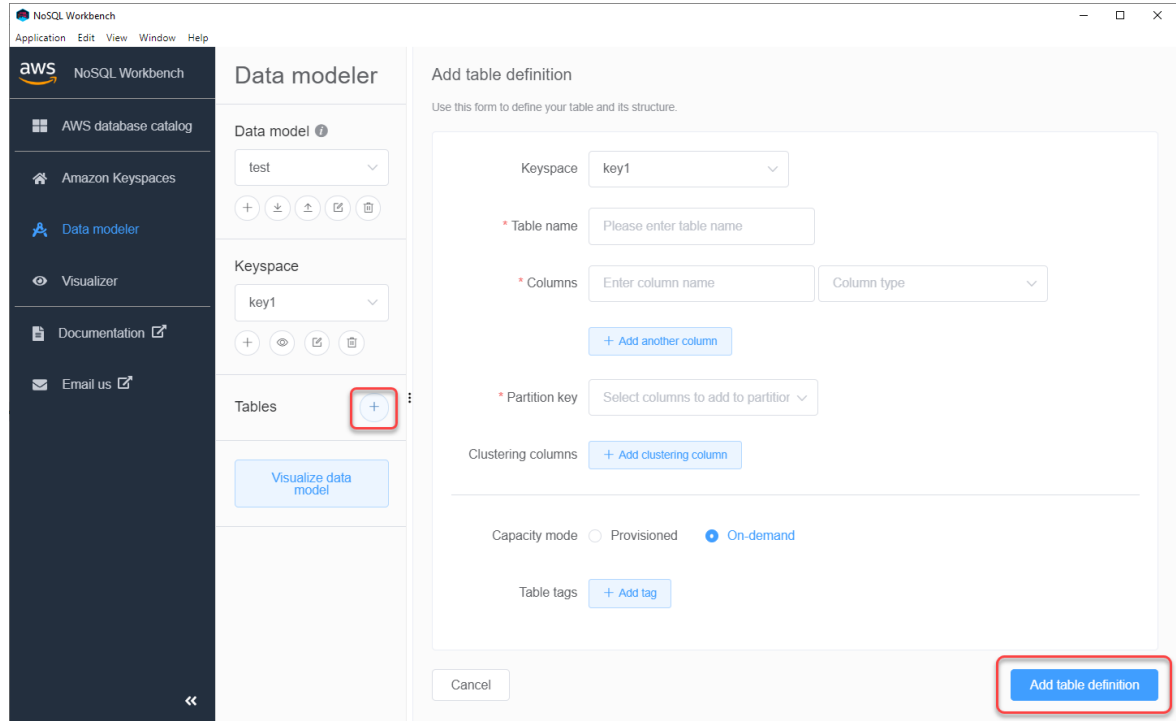 NoSQL Workbench
Application Edit View Window Help
aws NoSQL Workbench
AWS database catalog
Amazon Keyspaces
Data modeler
Visualizer
Documentation
Email us
Data modeler
Data model
test
Keyspace
key1
Tables
Visualize data
model
Add table definition
Use this form to define your table and its structure.
Keyspace key1
* Table name Please enter table name
* Columns Enter column name Column type
+ Add another column
* Partition key Select columns to add to partitior
Clustering columns + Add clustering column
Capacity mode Provisioned On-demand
Table tags + Add tag
Cancel Add table definition